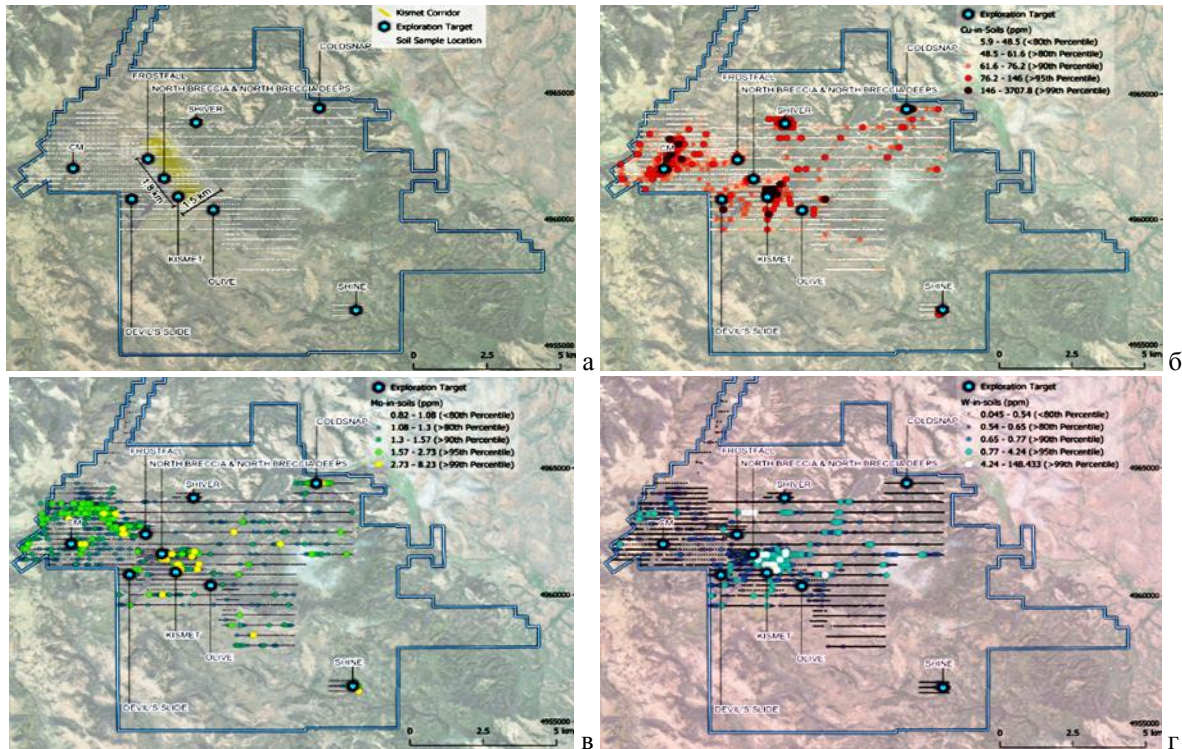 Kismet Corridor
Exploration Target
Soil Sample Location
COLDSNAP
FROSTFALL
NORTH BRECCIA & NORTH BRECCIA DEEPS
SHIVER
CM
1.8 km
1.5 km
KISMET
OLIVE
SHINE
DEVIL'S SLIDE
4965000
4960000
4955000
0 2.5 5 km
а
Exploration Target
Cu-in-Soils (ppm)
5.9 - 48.5 (<80th Percentile)
48.5 - 61.6 (>80th Percentile)
61.6 - 76.2 (>90th Percentile)
76.2 - 146 (>95th Percentile)
146 - 3707.8 (>99th Percentile)
COLDSNAP
FROSTFALL
NORTH BRECCIA & NORTH BRECCIA DEEPS
SHIVER
CM
KISMET
OLIVE
SHINE
DEVIL'S SLIDE
4965000
4960000
4955000
0 2.5 5 km
б
Exploration Target
Mo-in-soils (ppm)
0.82 - 1.08 (<80th Percentile)
1.08 - 1.3 (>80th Percentile)
1.3 - 1.57 (>90th Percentile)
1.57 - 2.73 (>95th Percentile)
2.73 - 8.23 (>99th Percentile)
COLDSNAP
FROSTFALL
NORTH BRECCIA & NORTH BRECCIA DEEPS
SHIVER
CM
KISMET
OLIVE
SHINE
DEVIL'S SLIDE
4965000
4960000
4955000
0 2.5 5 km
в
Exploration Target
W-in-soils (ppm)
0.045 - 0.54 (<80th Percentile)
0.54 - 0.65 (>80th Percentile)
0.65 - 0.77 (>90th Percentile)
0.77 - 4.24 (>95th Percentile)
4.24 - 148.433 (>99th Percentile)
COLDSNAP
FROSTFALL
NORTH BRECCIA & NORTH BRECCIA DEEPS
SHIVER
CM
KISMET
OLIVE
SHINE
DEVIL'S SLIDE
4965000
4960000
4955000
0 2.5 5 km
г